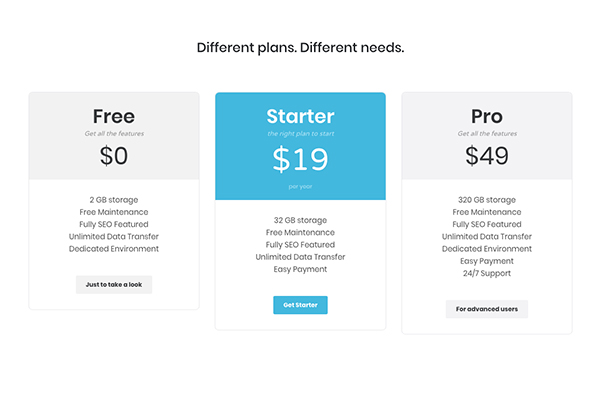 Different plans. Different needs.
Free
Get all the features
$0
2 GB storage
Free Maintenance
Fully SEO Featured
Unlimited Data Transfer
Dedicated Environment
Just to take a look
Starter
the right plan to start
$19
per year
32 GB storage
Free Maintenance
Fully SEO Featured
Unlimited Data Transfer
Easy Payment
Get Starter
Pro
Get all the features
$49
320 GB storage
Free Maintenance
Fully SEO Featured
Unlimited Data Transfer
Dedicated Environment
Easy Payment
24/7 Support
For advanced users